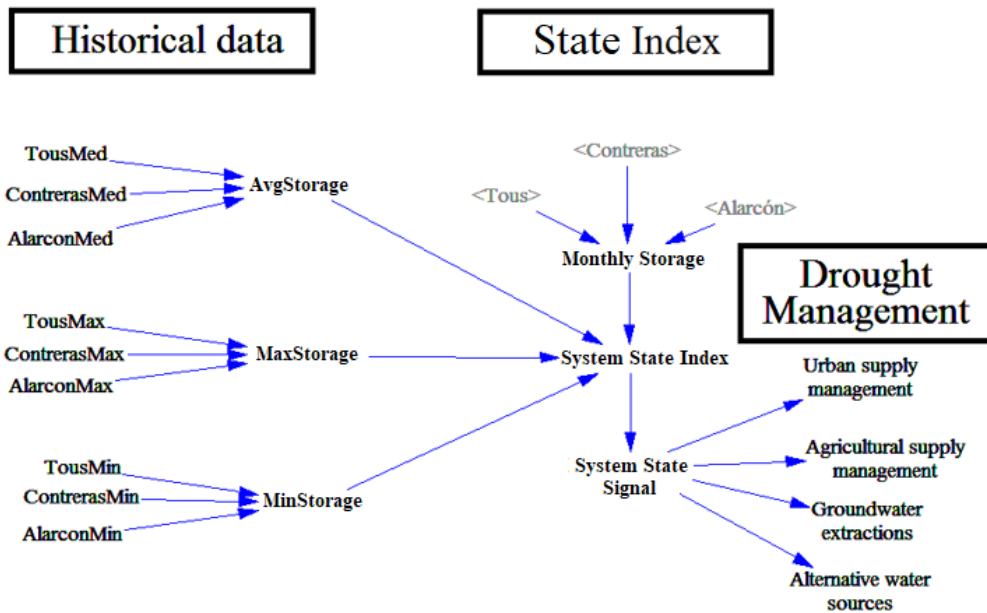 Historical data
State Index
TousMed
ContrerasMed
AlarconMed
AvgStorage
<Contreras>
<Tous>
<Alarcón>
Monthly Storage
Drought
Management
TousMax
ContrerasMax
AlarconMax
MaxStorage
System State Index
Urban supply
management
TousMin
ContrerasMin
AlarconMin
MinStorage
System State
Signal
Agricultural supply
management
Groundwater
extractions
Alternative water
sources